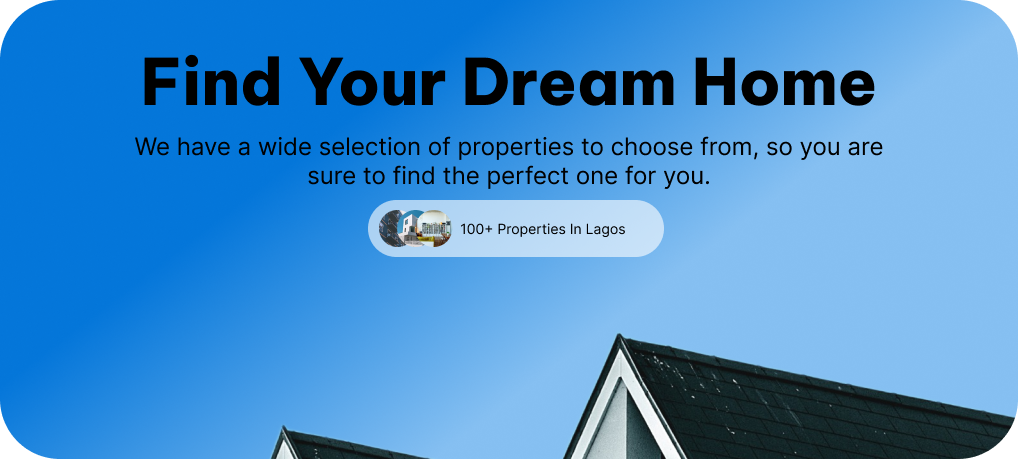 Find Your Dream Home
We have a wide selection of properties to choose from, so you are
sure to find the perfect one for you.
100+ Properties In Lagos